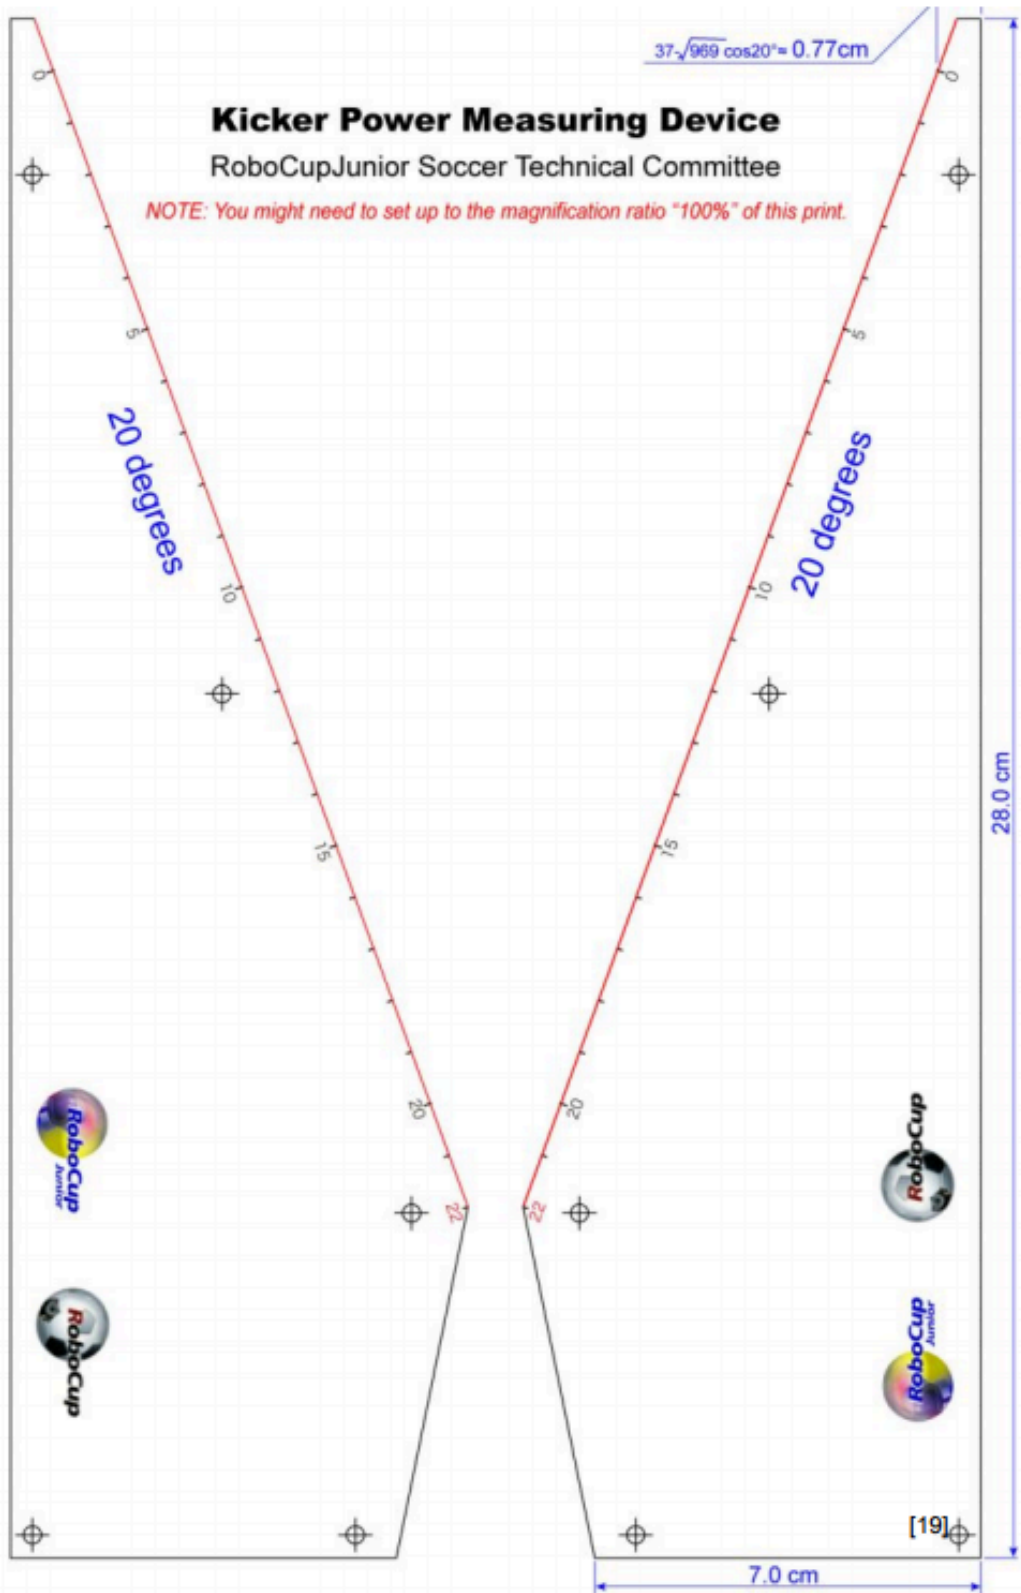 37-√969 cos20°≈ 0.77cm
0
0
Kicker Power Measuring Device
RoboCupJunior Soccer Technical Committee
NOTE: You might need to set up to the magnification ratio “100%” of this print.
5
5
20 degrees
20 degrees
10
10
28.0 cm
15
15
20
20
RoboCup
Junior
RoboCup
22
22
RoboCup
RoboCup
Junior
[19]
7.0 cm